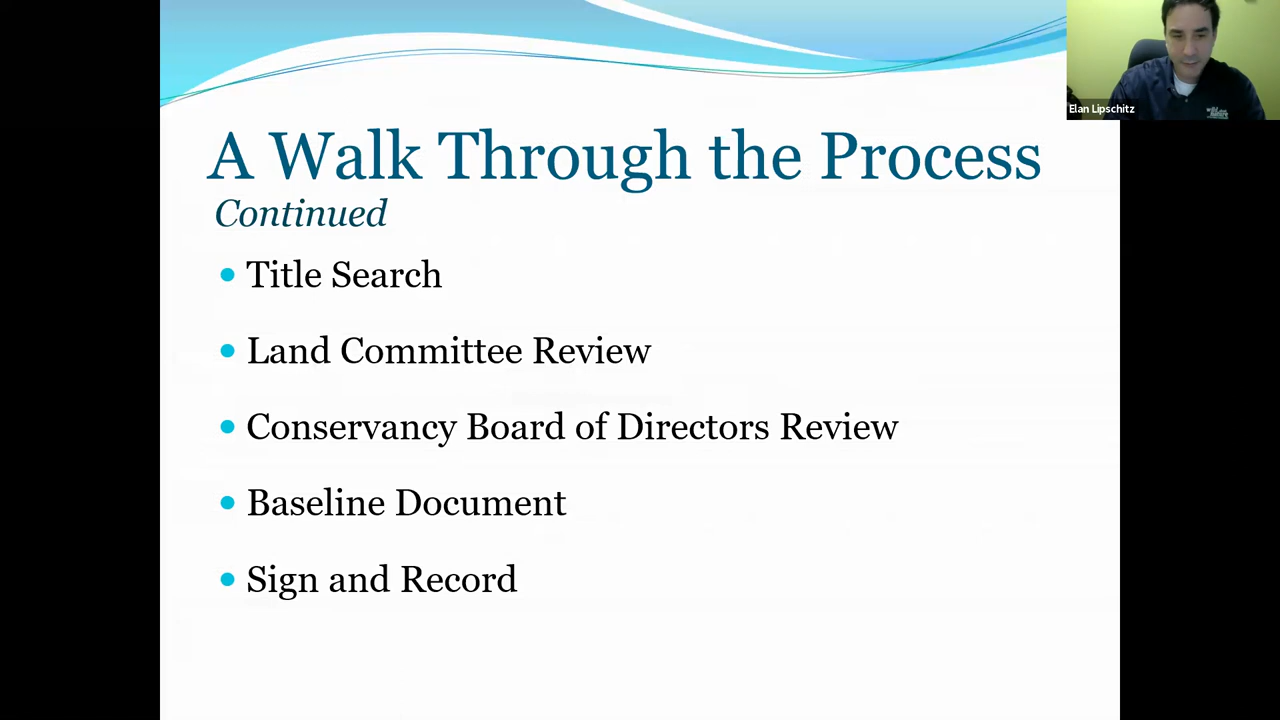 A Walk Through the Process
Continued
• Title Search
• Land Committee Review
• Conservancy Board of Directors Review
• Baseline Document
• Sign and Record
Elan Lipschitz